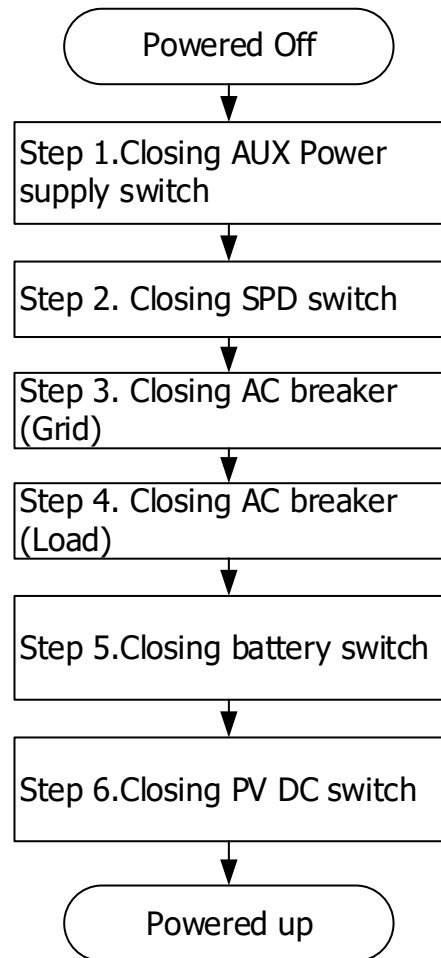 Powered Off
Step 1.Closing AUX Power
supply switch
Step 2. Closing SPD switch
Step 3. Closing AC breaker
(Grid)
Step 4. Closing AC breaker
(Load)
Step 5.Closing battery switch
Step 6.Closing PV DC switch
Powered up